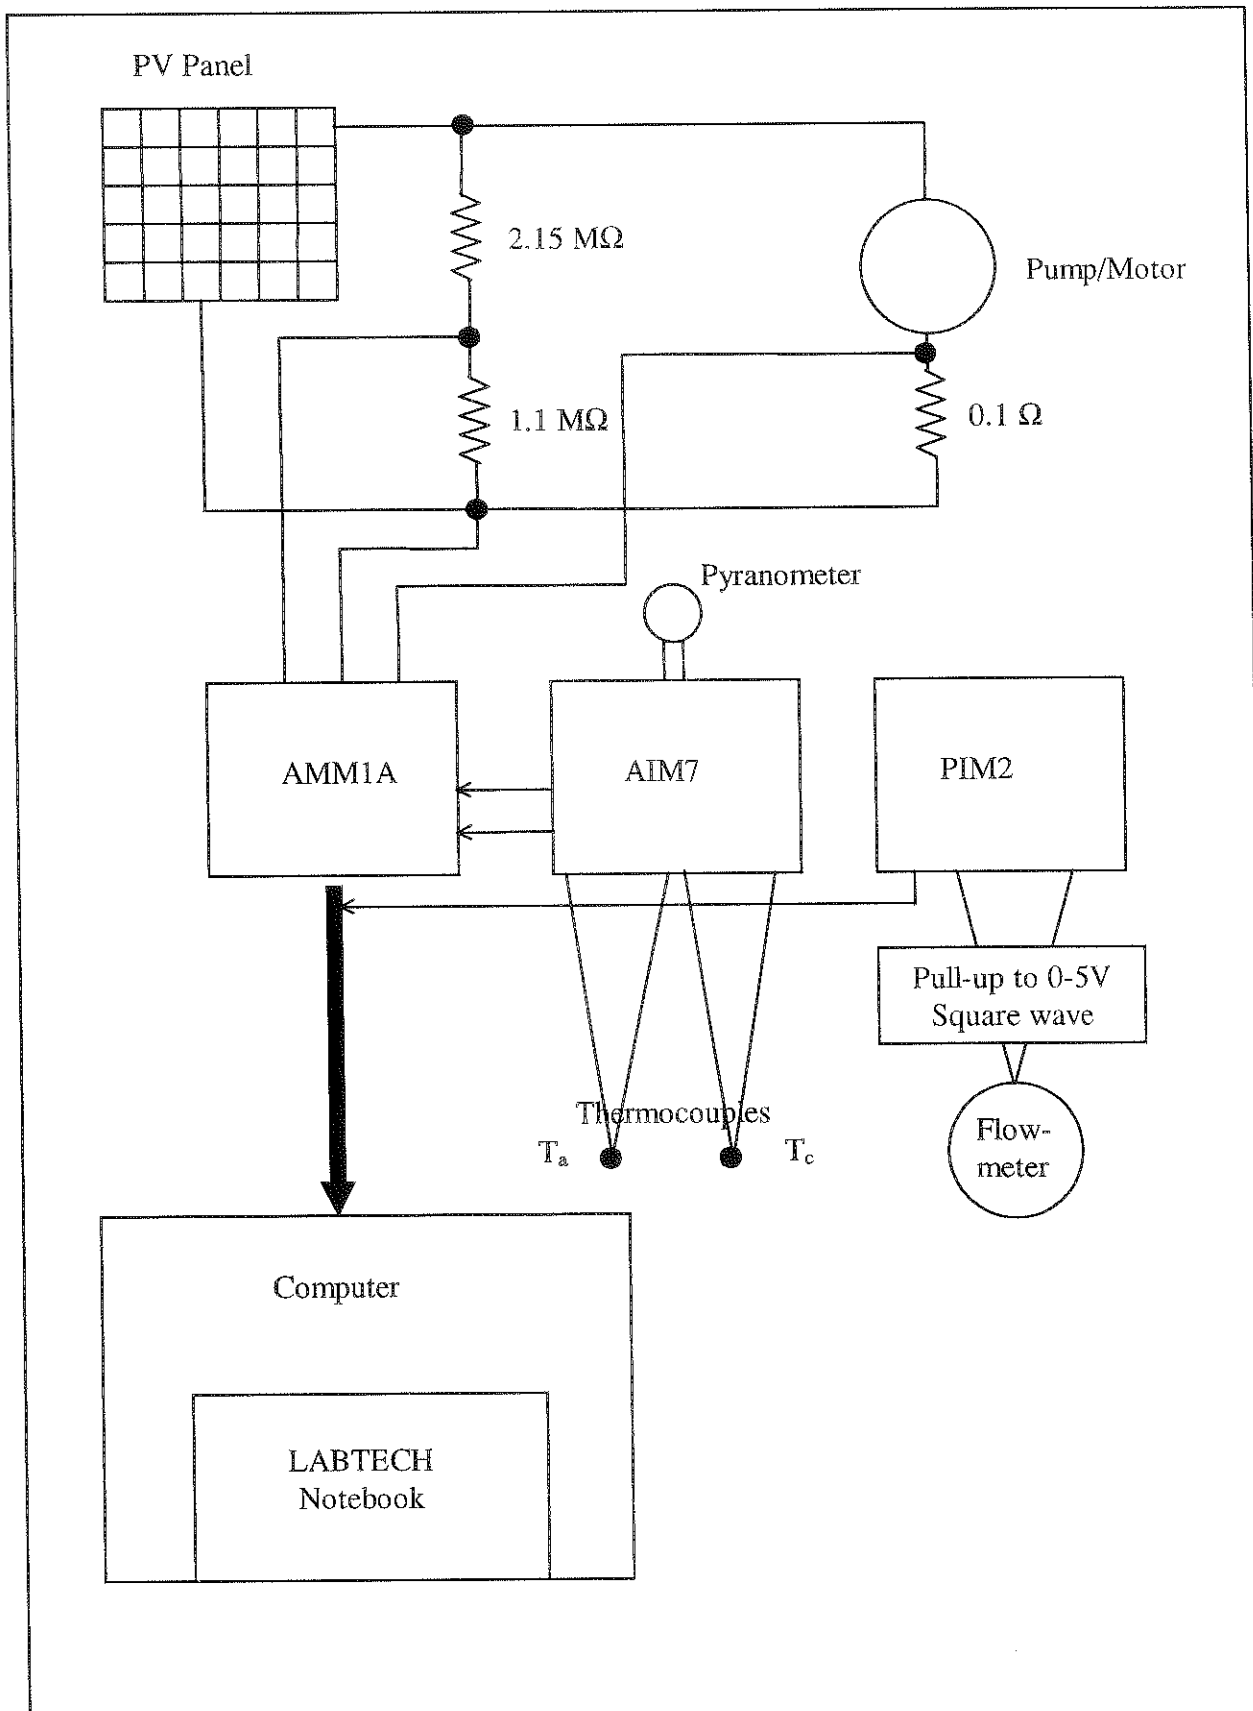 PV Panel
2.15 MΩ
Pump/Motor
1.1 MΩ
0.1 Ω
Pyranometer
AMM1A
AIM7
PIM2
Pull-up to 0-5V
Square wave
Thermocouples
Tₐ
T꜀
Flow-
meter
Computer
LABTECH
Notebook